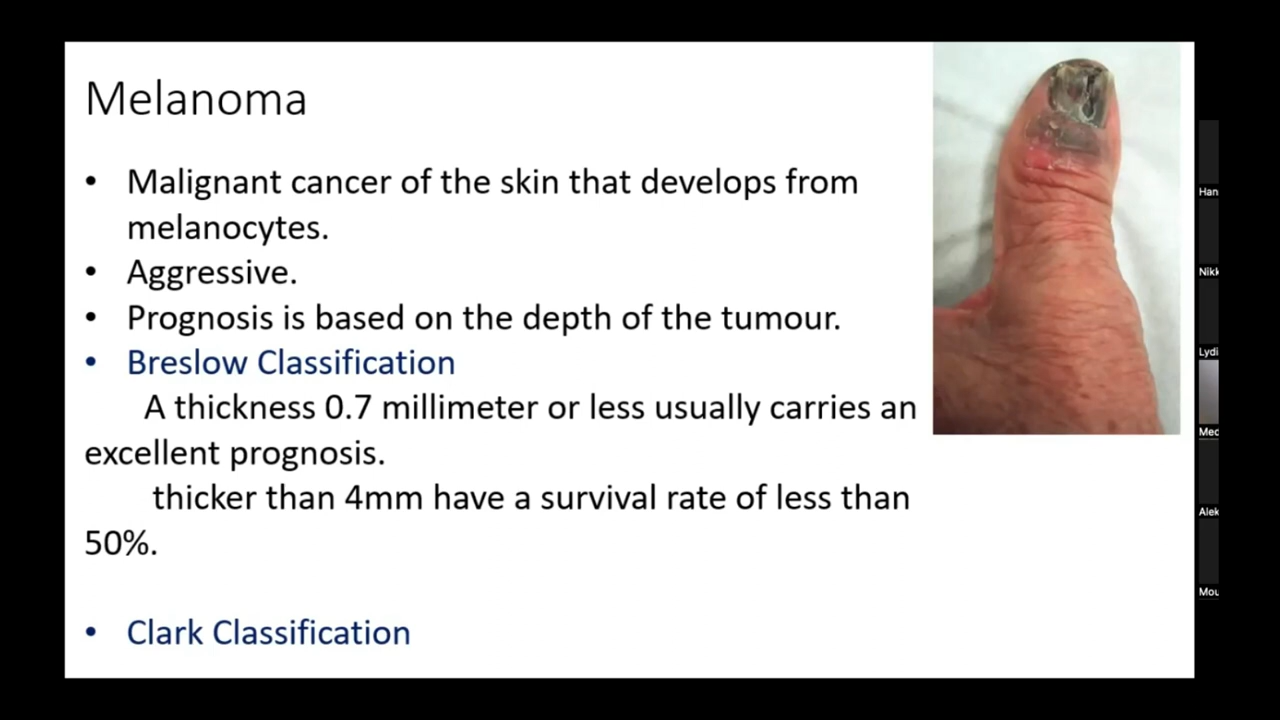 Melanoma
• Malignant cancer of the skin that develops from
melanocytes.
• Aggressive.
• Prognosis is based on the depth of the tumour.
• Breslow Classification
A thickness 0.7 millimeter or less usually carries an
excellent prognosis.
thicker than 4mm have a survival rate of less than
50%.
• Clark Classification
Han
Nikk
Lydi
Med
Alek
Mou